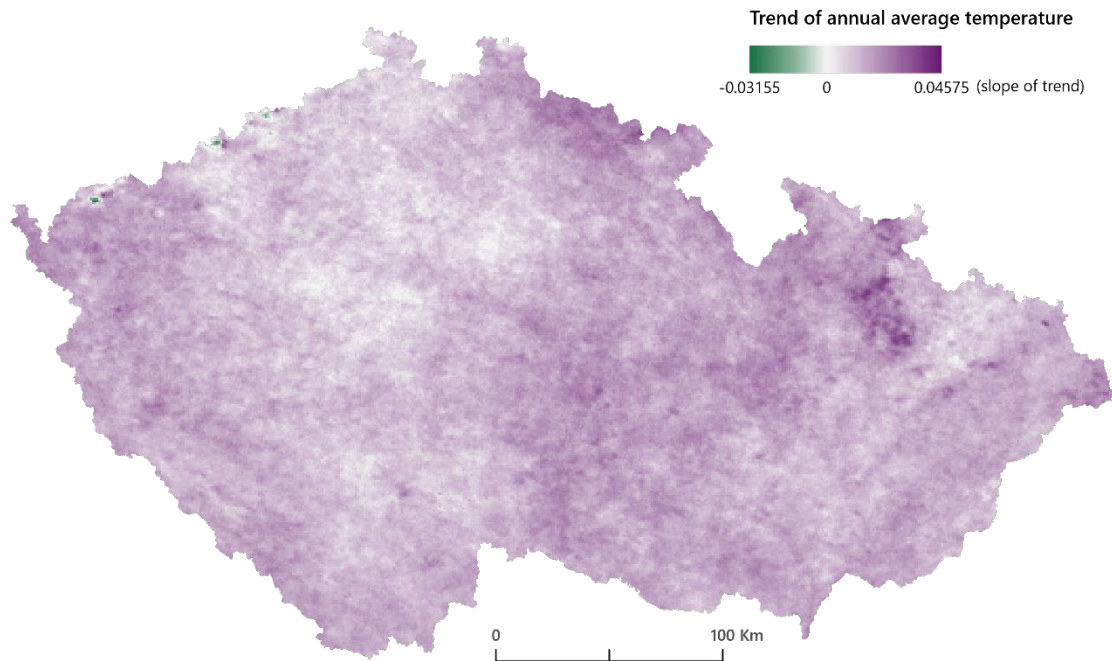 Trend of annual average temperature
-0.03155 0 0.04575 (slope of trend)
0 100 Km